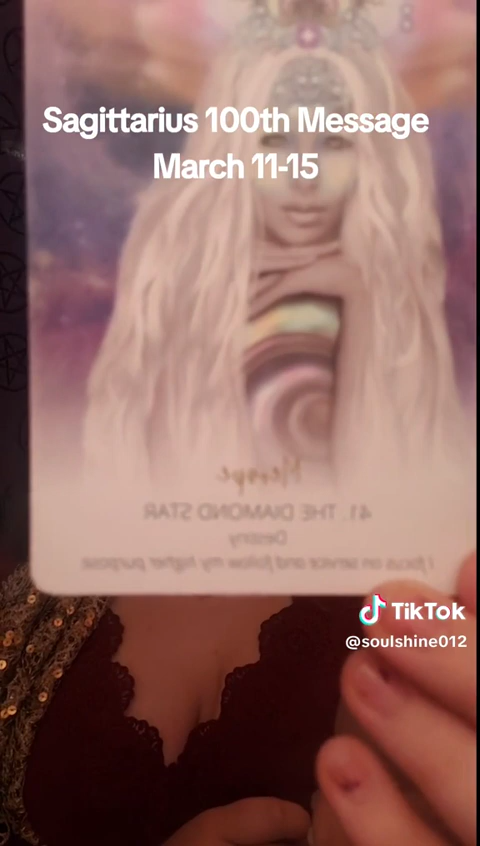 Sagittarius 100th Message
March 11-15
Merope
41. THE DIAMOND STAR
Destiny
I focus on service and follow my higher purpose
TikTok
@soulshine012